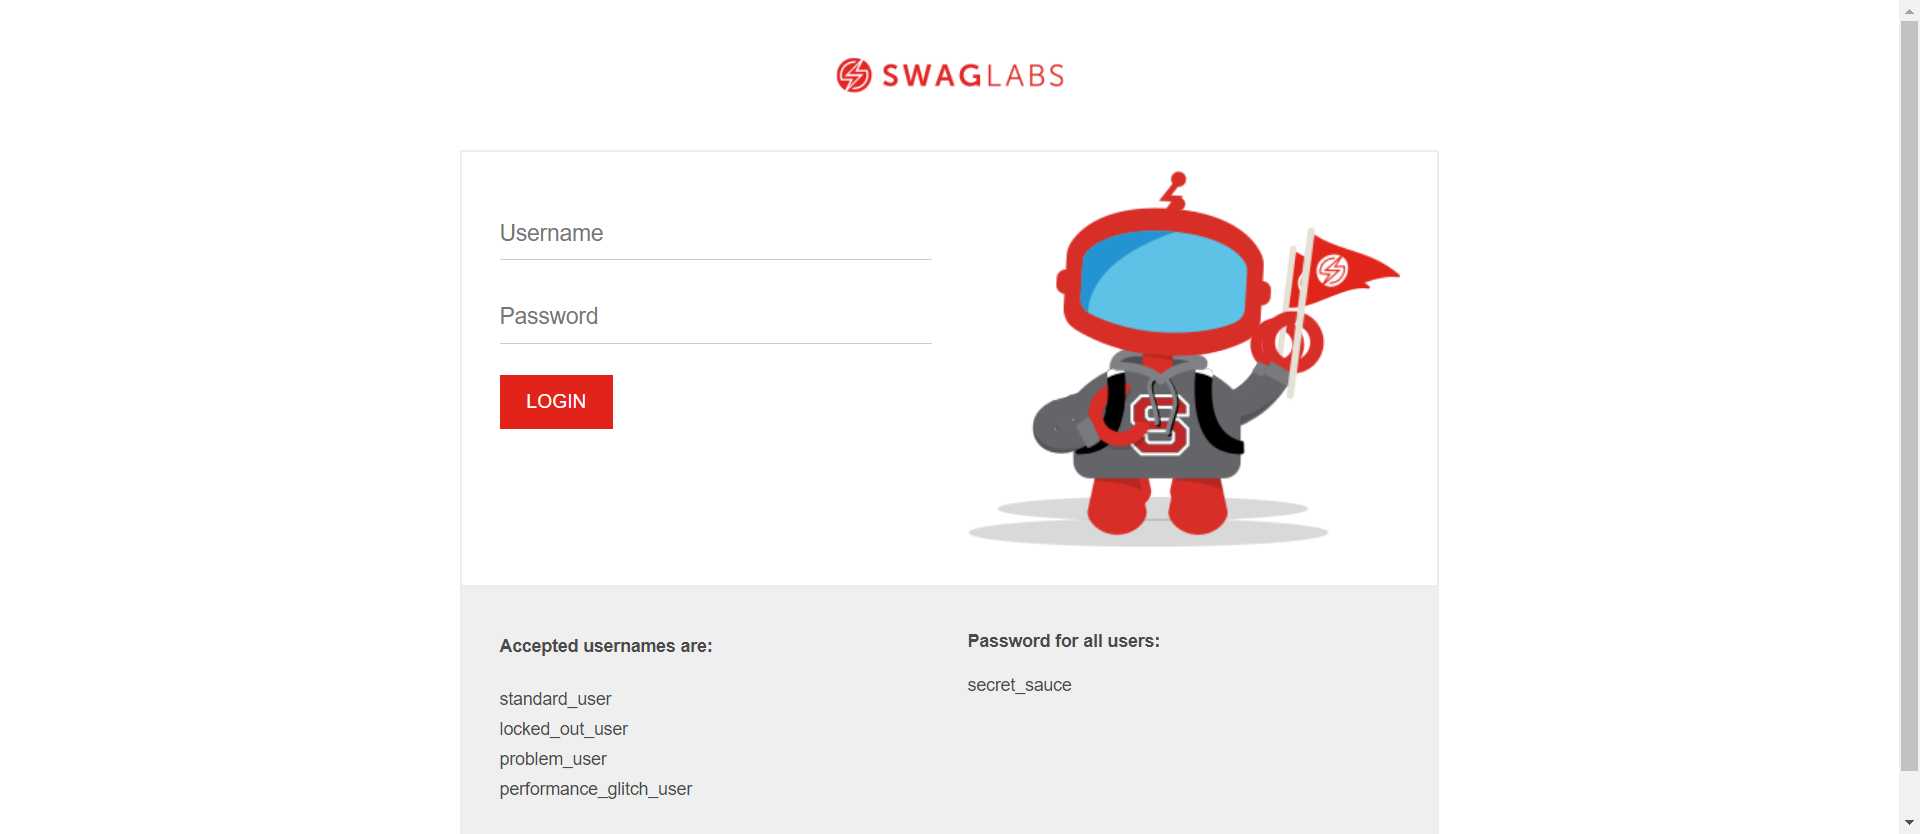 SWAGLABS
Username
Password
LOGIN
S
Accepted usernames are:
standard_user
locked_out_user
problem_user
performance_glitch_user
Password for all users:
secret_sauce